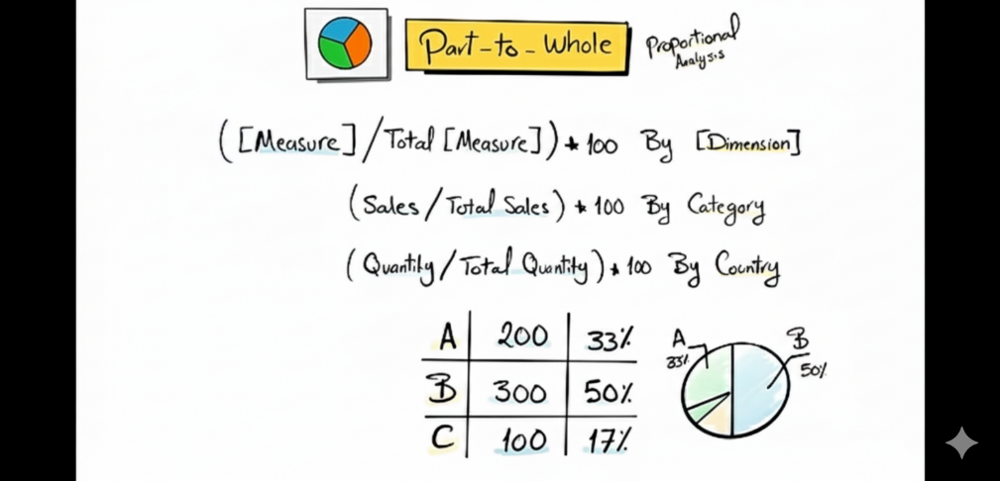 Part-to-Whole
Proportional
Analysis
([Measure]/Total [Measure]) * 100 By [Dimension]
(Sales/Total Sales) * 100 By Category
(Quantity/Total Quantity) * 100 By Country
A 200 33%
B 300 50%
C 100 17%
A
33%
B
50%